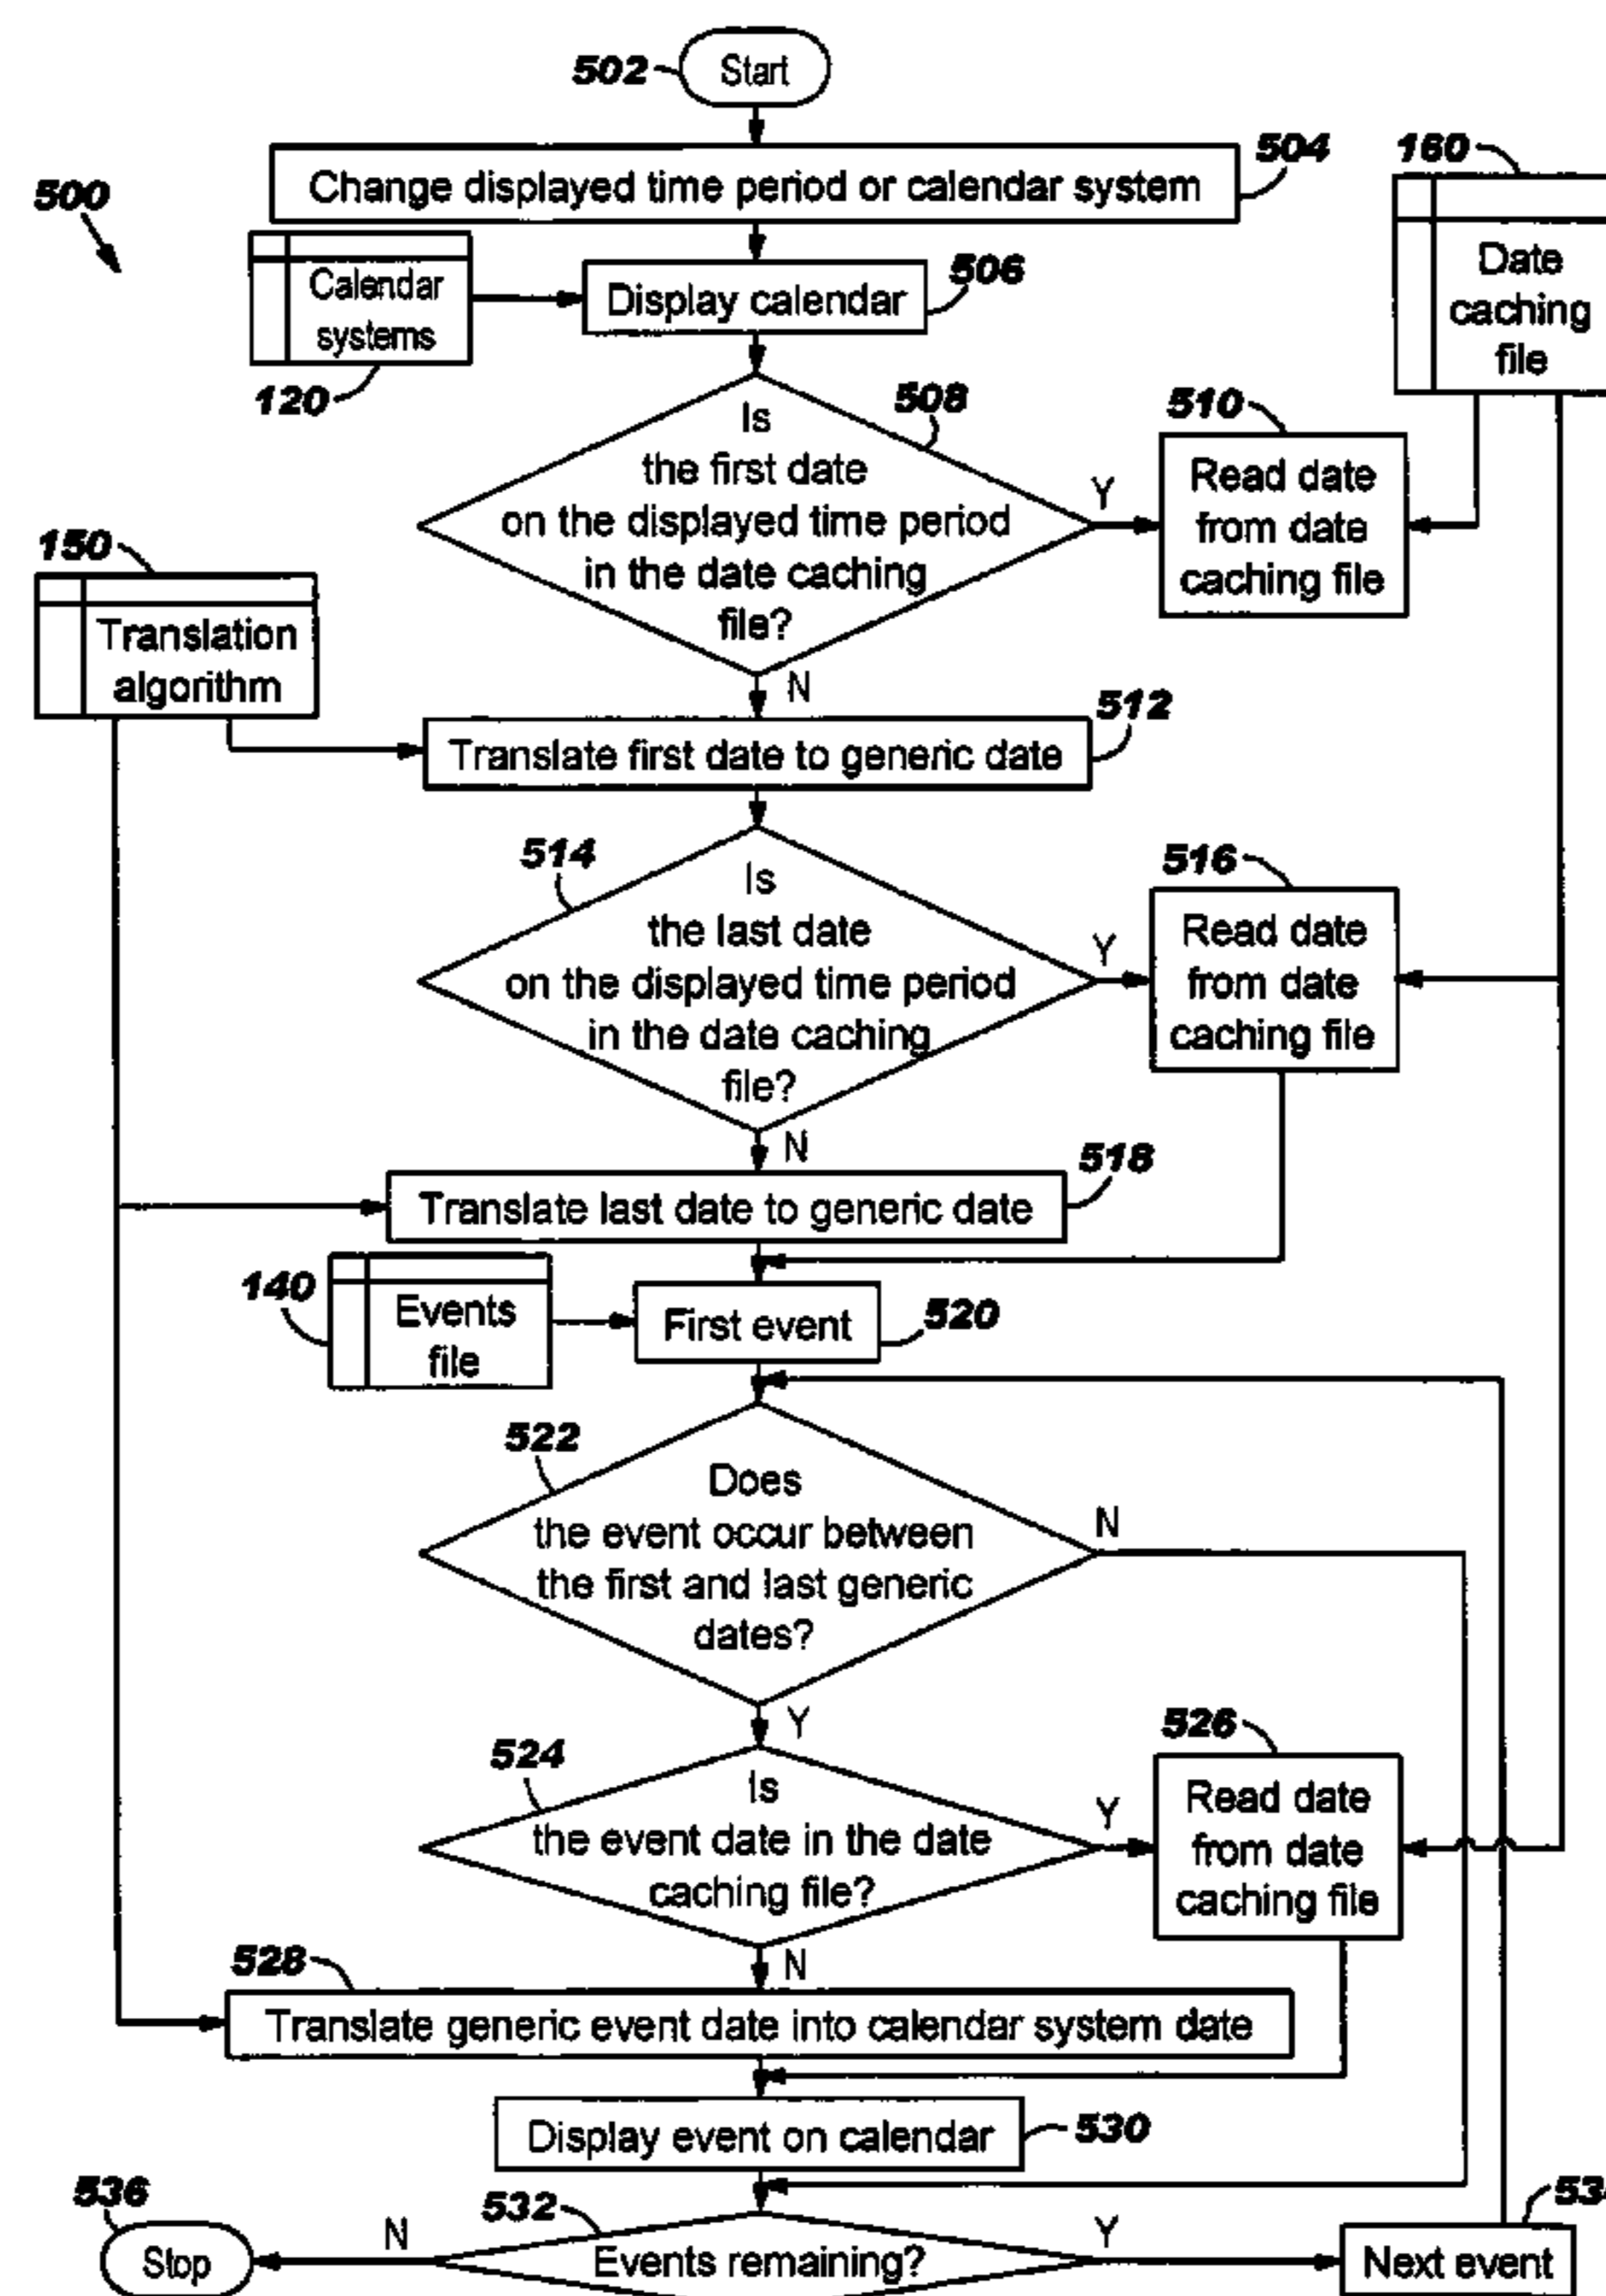 502
Start
504
Change displayed time period or calendar system
160
500
Date
caching
file
Calendar
systems
120
506
Display calendar
508
Is
the first date
on the displayed time period
in the date caching
file?
Y
N
510
Read date
from date
caching file
150
Translation
algorithm
512
Translate first date to generic date
514
Is
the last date
on the displayed time period
in the date caching
file?
Y
N
516
Read date
from date
caching file
518
Translate last date to generic date
140
Events
file
First event
520
522
Does
the event occur between
the first and last generic
dates?
N
Y
524
Is
the event date in the date
caching file?
Y
N
526
Read date
from date
caching file
528
Translate generic event date into calendar system date
Display event on calendar
530
536
Stop
N
532
Events remaining?
Y
Next event